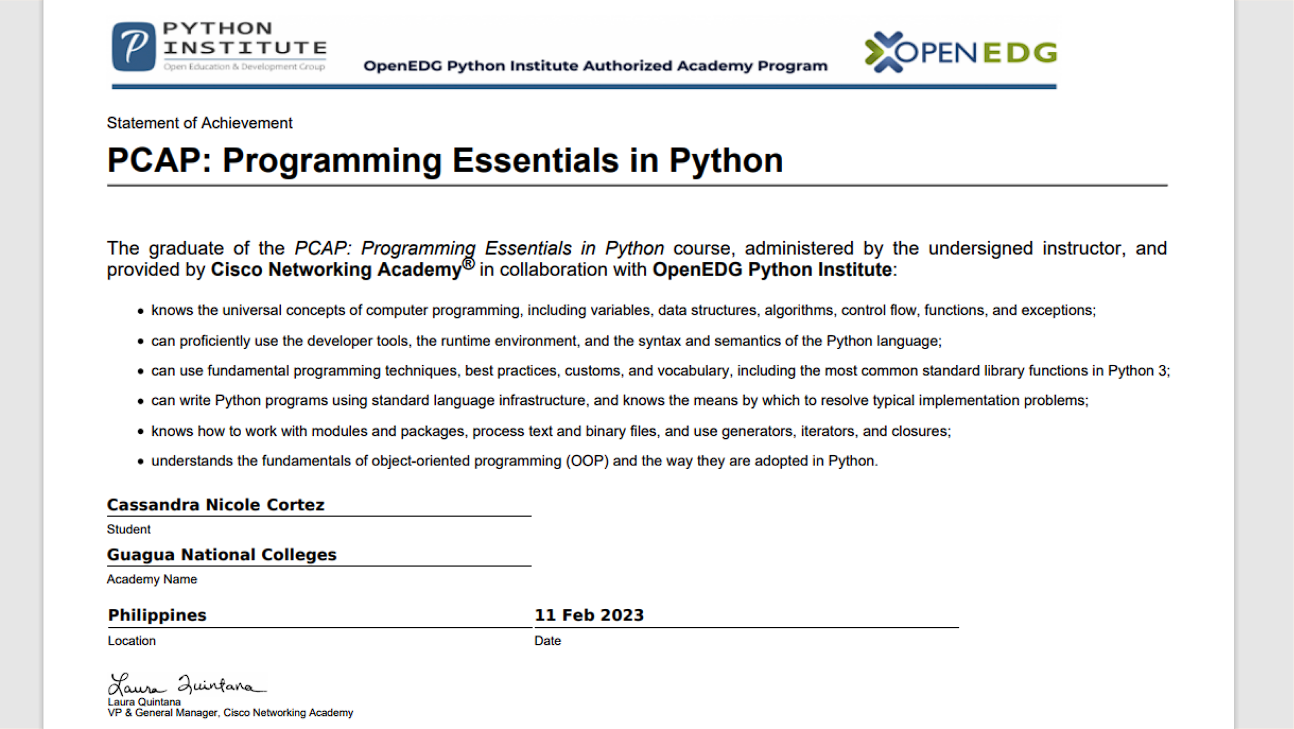 PYTHON
INSTITUTE
Open Education & Development Group
OpenEDG Python Institute Authorized Academy Program
OPENEDG
Statement of Achievement
PCAP: Programming Essentials in Python
The graduate of the PCAP: Programming Essentials in Python course, administered by the undersigned instructor, and
provided by Cisco Networking Academy® in collaboration with OpenEDG Python Institute:
• knows the universal concepts of computer programming, including variables, data structures, algorithms, control flow, functions, and exceptions;
• can proficiently use the developer tools, the runtime environment, and the syntax and semantics of the Python language;
• can use fundamental programming techniques, best practices, customs, and vocabulary, including the most common standard library functions in Python 3;
• can write Python programs using standard language infrastructure, and knows the means by which to resolve typical implementation problems;
• knows how to work with modules and packages, process text and binary files, and use generators, iterators, and closures;
• understands the fundamentals of object-oriented programming (OOP) and the way they are adopted in Python.
Cassandra Nicole Cortez
Student
Guagua National Colleges
Academy Name
Philippines 11 Feb 2023
Location Date
Laura Quintana
Laura Quintana
VP & General Manager, Cisco Networking Academy